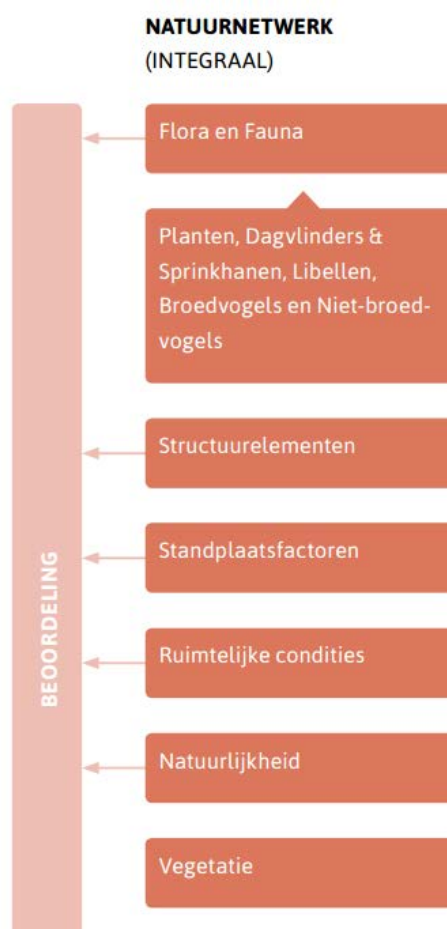 NATUURNETWERK
(INTEGRAAL)
Flora en Fauna
Planten, Dagvlinders &
Sprinkhanen, Libellen,
Broedvogels en Niet-broed-
vogels
Structuurelementen
Standplaatsfactoren
BEOORDELING
Ruimtelijke condities
Natuurlijkheid
Vegetatie